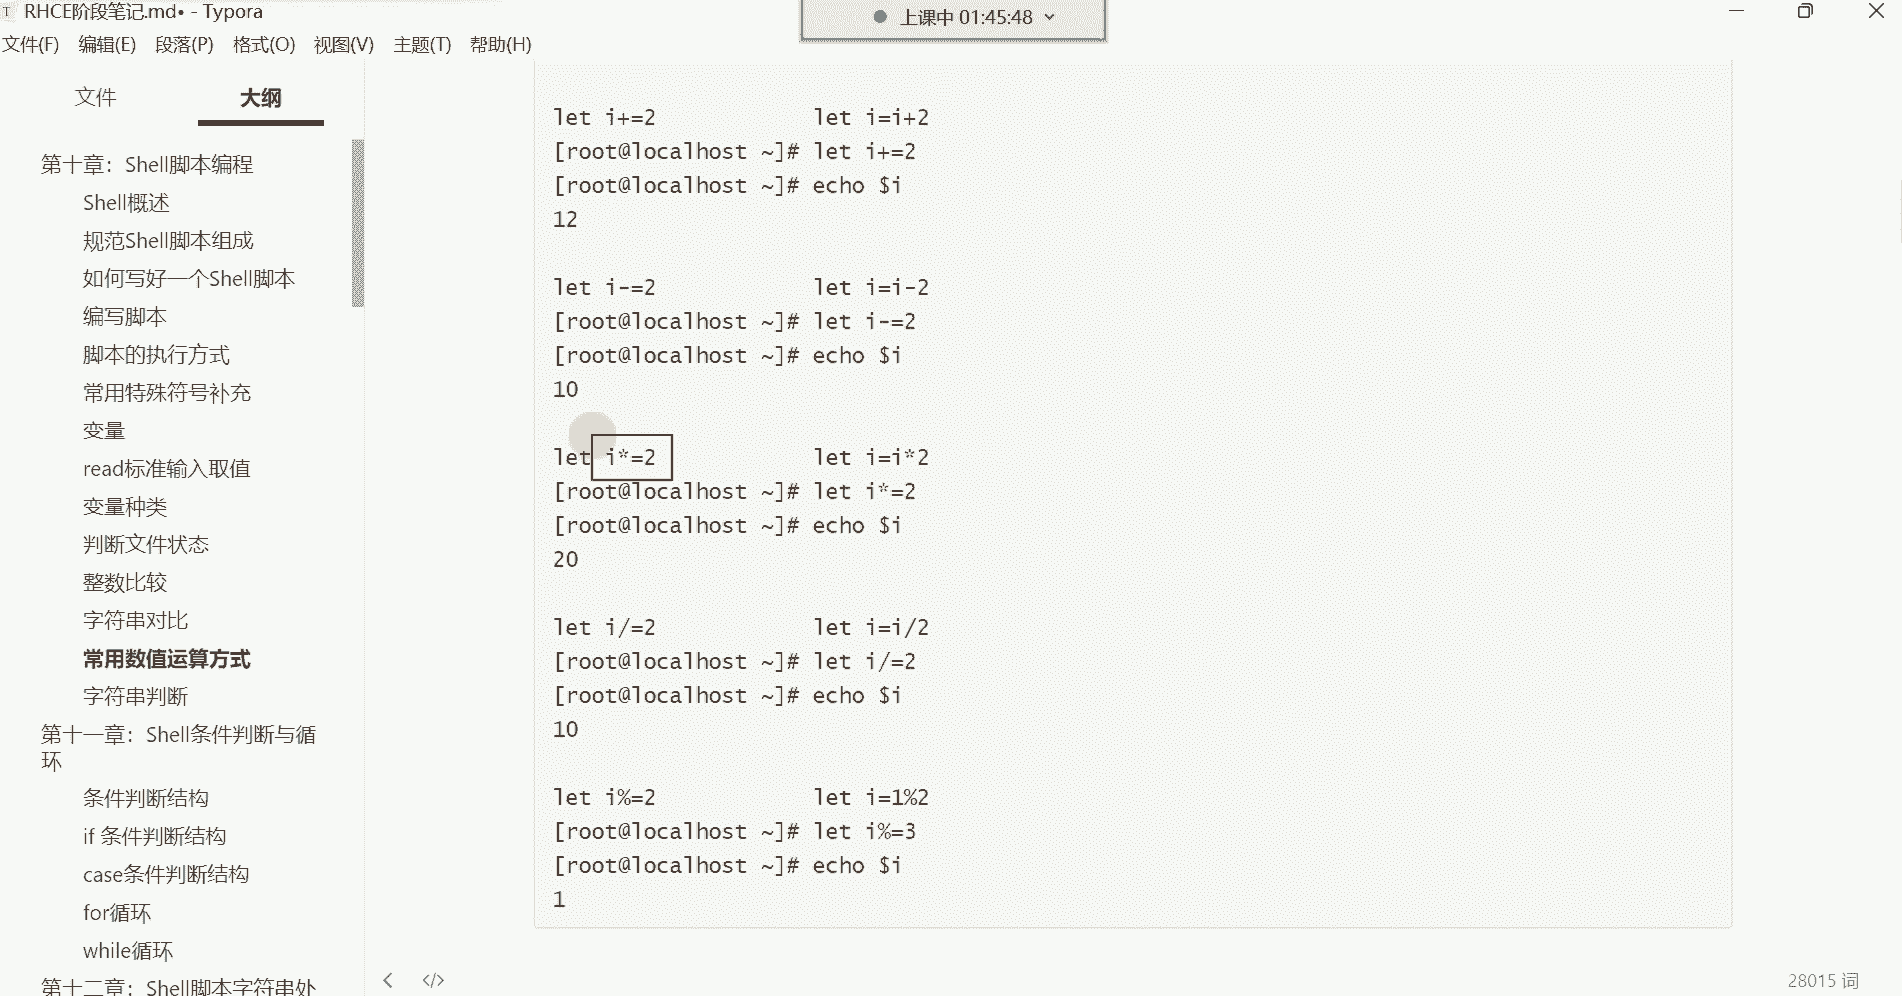 RHCE阶段笔记.md• - Typora
上课中 01:45:48
文件(F) 编辑(E) 段落(P) 格式(O) 视图(V) 主题(T) 帮助(H)
文件 大纲
第十章：Shell脚本编程
Shell概述
规范Shell脚本组成
如何写好一个Shell脚本
编写脚本
脚本的执行方式
常用特殊符号补充
变量
read标准输入取值
变量种类
判断文件状态
整数比较
字符串对比
常用数值运算方式
字符串判断
第十一章：Shell条件判断与循
环
条件判断结构
if 条件判断结构
case条件判断结构
for循环
while循环
第十二章：Shell脚本字符串处
let i+=2 let i=i+2
[root@localhost ~]# let i+=2
[root@localhost ~]# echo $i
12
let i-=2 let i=i-2
[root@localhost ~]# let i-=2
[root@localhost ~]# echo $i
10
let i*=2 let i=i*2
[root@localhost ~]# let i*=2
[root@localhost ~]# echo $i
20
let i/=2 let i=i/2
[root@localhost ~]# let i/=2
[root@localhost ~]# echo $i
10
let i%=2 let i=1%2
[root@localhost ~]# let i%=3
[root@localhost ~]# echo $i
1
28015 词